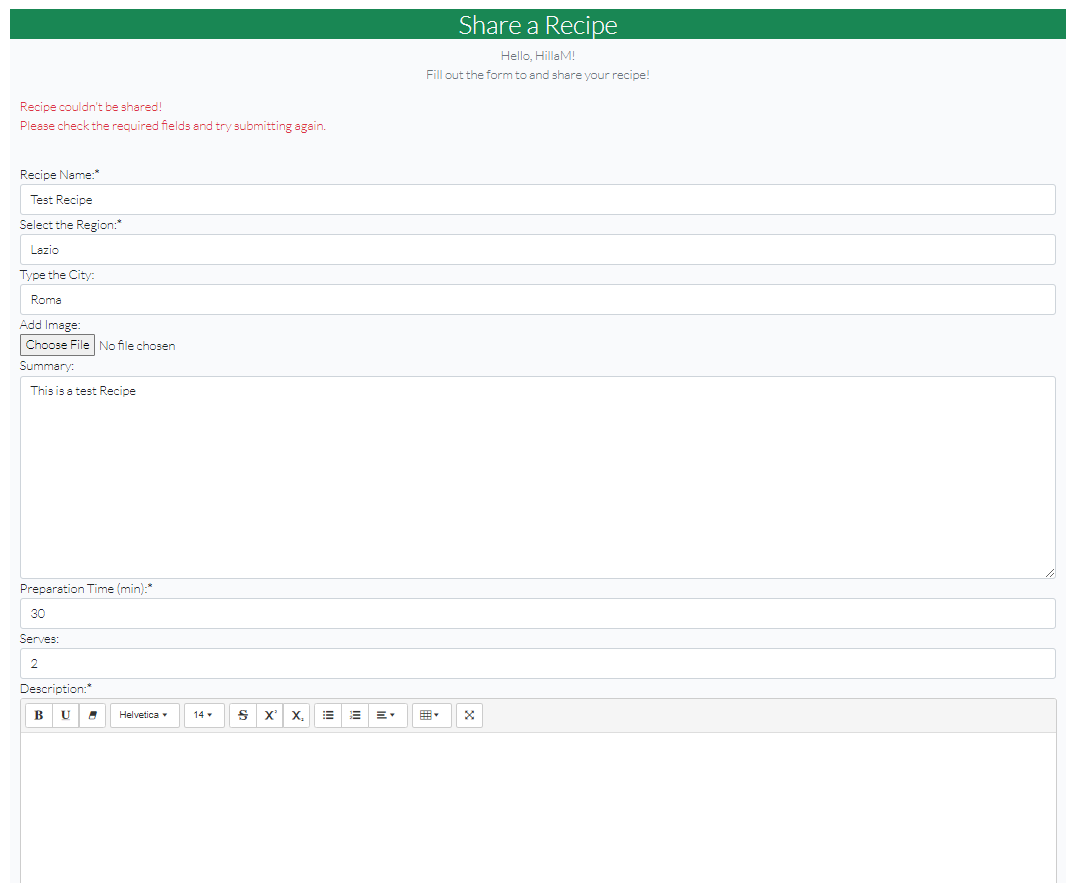 Share a Recipe
Hello, HillaM!
Fill out the form to and share your recipe!
Recipe couldn't be shared!
Please check the required fields and try submitting again.
Recipe Name:*
Test Recipe
Select the Region:*
Lazio
Type the City:
Roma
Add Image:
Choose File No file chosen
Summary:
This is a test Recipe
Preparation Time (min):*
30
Serves:
2
Description:*
B U Helvetica 14 S X² X₂